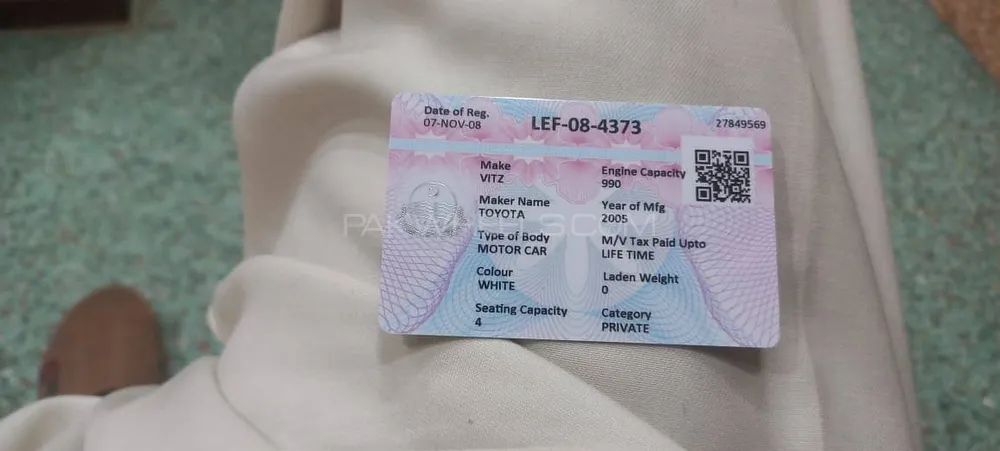 Date of Reg.
07-NOV-08
LEF-08-4373
27849569
Make
VITZ
Engine Capacity
990
Maker Name
TOYOTA
Year of Mfg
2005
Type of Body
MOTOR CAR
M/V Tax Paid Upto
LIFE TIME
Colour
WHITE
Laden Weight
0
Seating Capacity
4
Category
PRIVATE
PAKWHEELS.COM